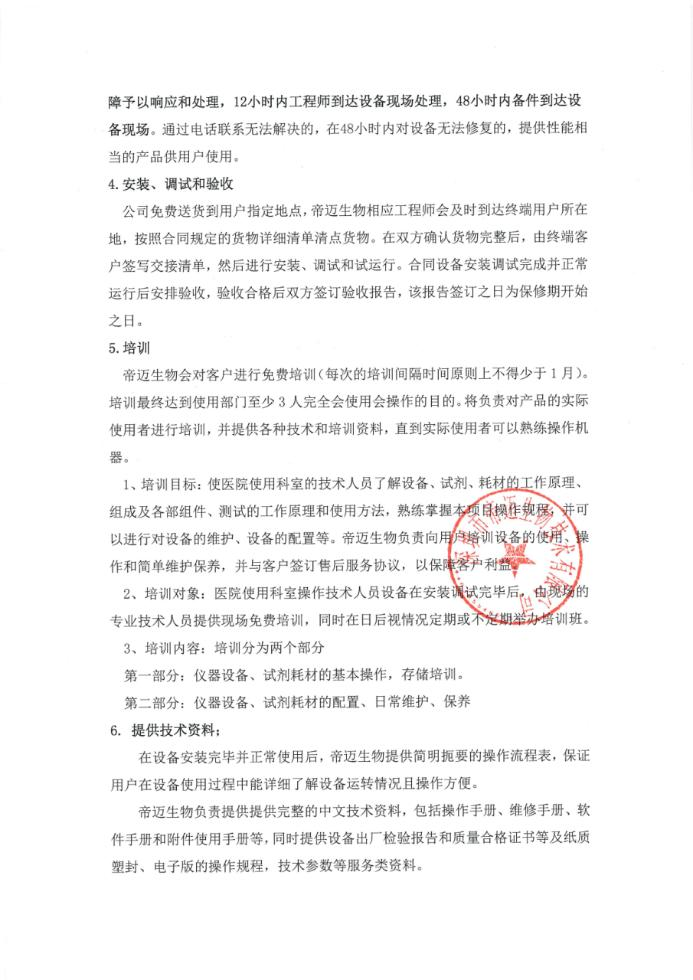 障予以响应和处理，12小时内工程师到达设备现场处理，48小时内备件到达设
备现场。通过电话联系无法解决的，在48小时内对设备无法修复的，提供性能相
当的产品供用户使用。
4.安装、调试和验收
公司免费送货到用户指定地点，帝迈生物相应工程师会及时到达终端用户所在
地，按照合同规定的货物详细清单清点货物。在双方确认货物完整后，由终端客
户签写交接清单，然后进行安装、调试和试运行。合同设备安装调试完成并正常
运行后安排验收，验收合格后双方签订验收报告，该报告签订之日为保修期开始
之日。
5.培训
帝迈生物会对客户进行免费培训（每次的培训间隔时间原则上不得少于1月）。
培训最终达到使用部门至少3人完全会使用会操作的目的。将负责对产品的实际
使用者进行培训，并提供各种技术和培训资料，直到实际使用者可以熟练操作机
器。
1、培训目标：使医院使用科室的技术人员了解设备、试剂、耗材的工作原理、
组成及各部组件、测试的工作原理和使用方法，熟练掌握本项目操作规程，并可
以进行对设备的维护、设备的配置等。帝迈生物负责向用户培训设备的使用、操
作和简单维护保养，并与客户签订售后服务协议，以保障客户利益。
2、培训对象：医院使用科室操作技术人员设备在安装调试完毕后，由现场的
专业技术人员提供现场免费培训，同时在日后视情况定期或不定期举办培训班。
3、培训内容：培训分为两个部分
第一部分：仪器设备、试剂耗材的基本操作，存储培训。
第二部分：仪器设备、试剂耗材的配置、日常维护、保养
6. 提供技术资料；
在设备安装完毕并正常使用后，帝迈生物提供简明扼要的操作流程表，保证
用户在设备使用过程中能详细了解设备运转情况且操作方便。
帝迈生物负责提供提供完整的中文技术资料，包括操作手册、维修手册、软
件手册和附件使用手册等，同时提供设备出厂检验报告和质量合格证书等及纸质
塑封、电子版的操作规程，技术参数等服务类资料。
深圳市帝迈生物技术有限公司